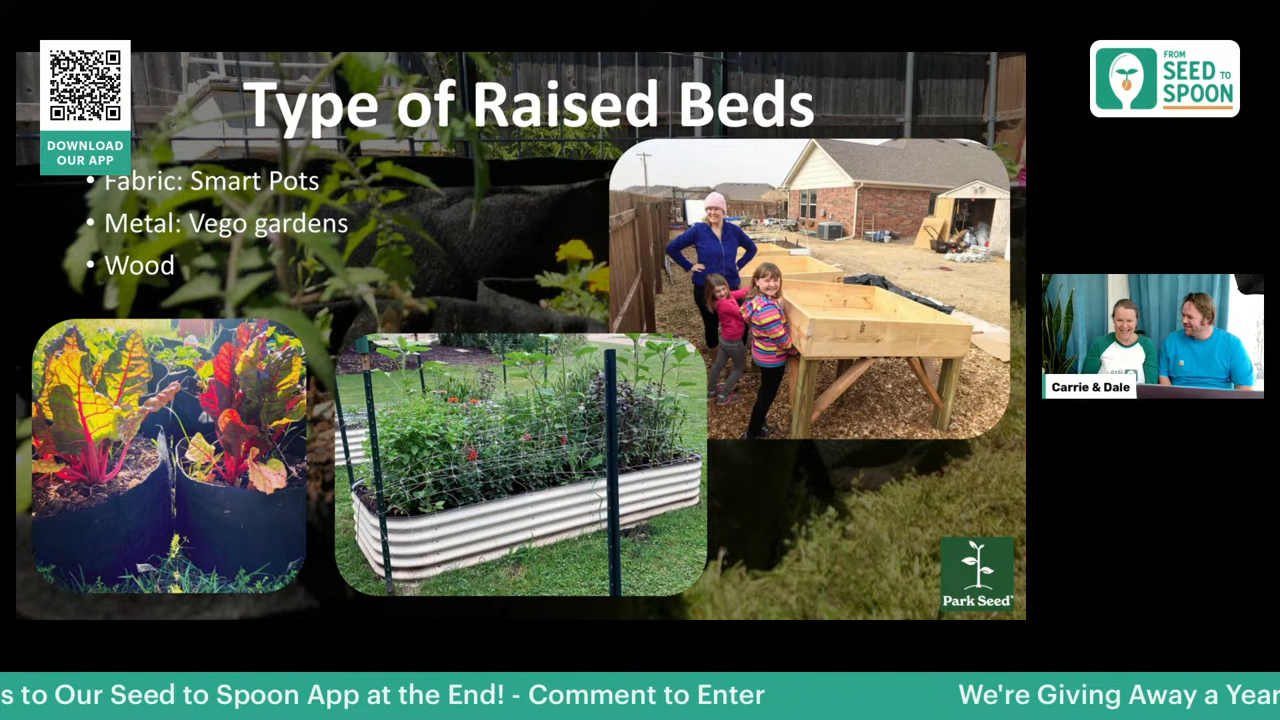 DOWNLOAD
OUR APP
Type of Raised Beds
• Fabric: Smart Pots
• Metal: Vego gardens
• Wood
Park Seed®
FROM
SEED TO
SPOON
Carrie & Dale
s to Our Seed to Spoon App at the End! - Comment to Enter
We're Giving Away a Year